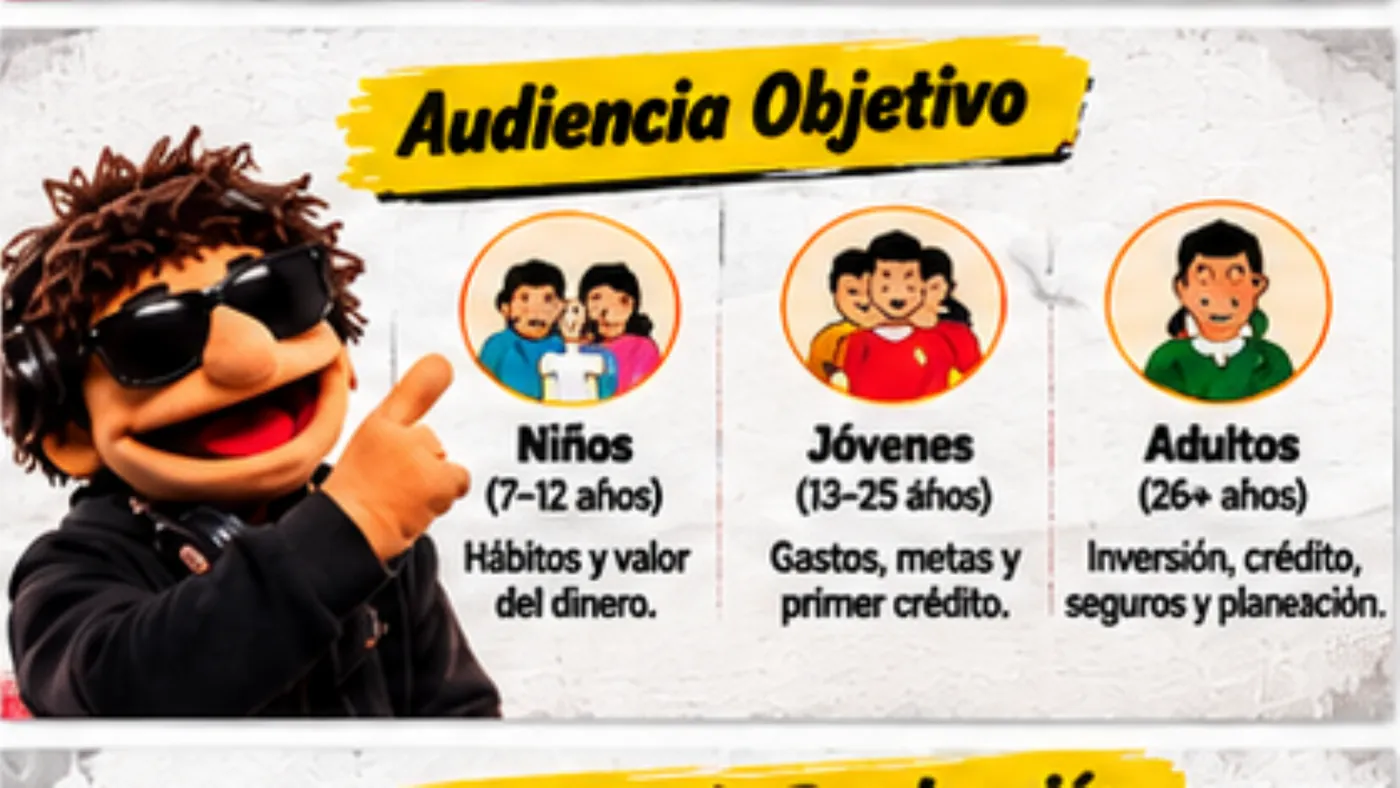 Audiencia Objetivo
Niños
(7–12 años)
Hábitos y valor
del dinero.
Jóvenes
(13–25 áños)
Gastos, metas y
primer crédito.
Adultos
(26+ años)
Inversión, crédito,
seguros y planeación.